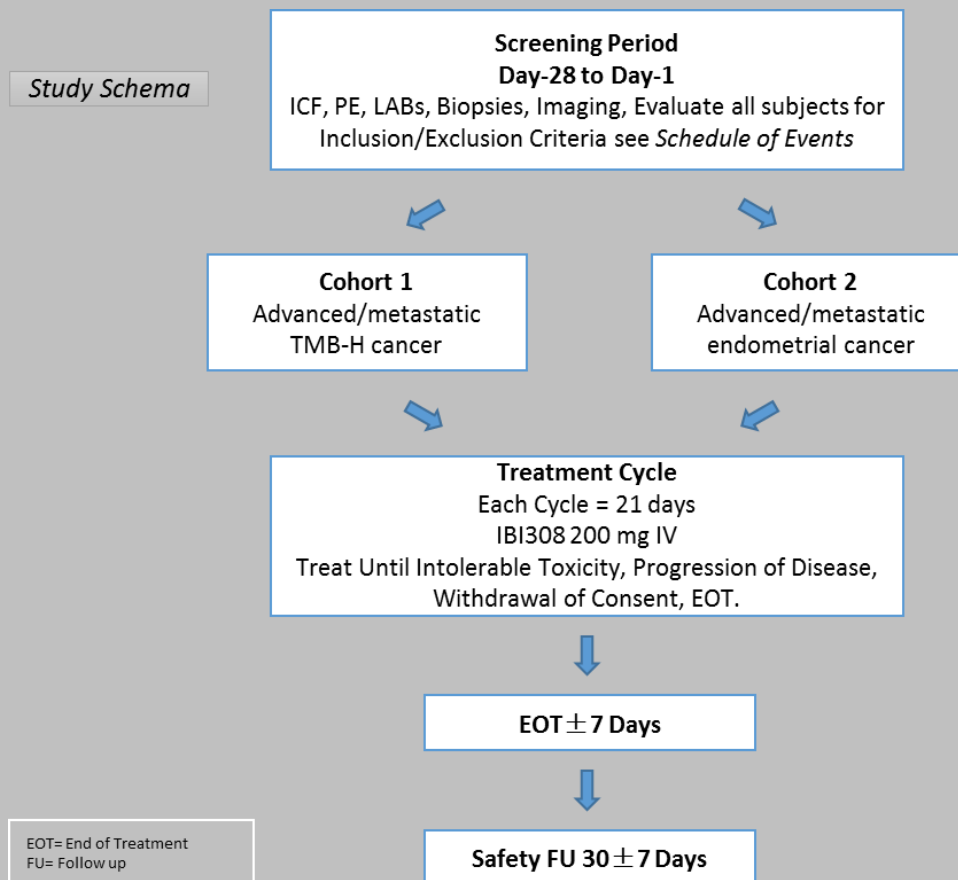 Study Schema
Screening Period
Day-28 to Day-1
ICF, PE, LABs, Biopsies, Imaging, Evaluate all subjects for
Inclusion/Exclusion Criteria see Schedule of Events
Cohort 1
Advanced/metastatic
TMB-H cancer
Cohort 2
Advanced/metastatic
endometrial cancer
Treatment Cycle
Each Cycle = 21 days
IBI308 200 mg IV
Treat Until Intolerable Toxicity, Progression of Disease,
Withdrawal of Consent, EOT.
EOT±7 Days
Safety FU 30±7 Days
EOT= End of Treatment
FU= Follow up